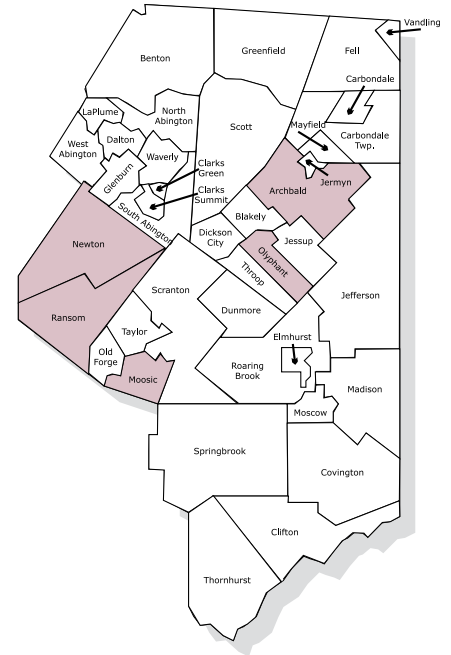 Vandling
Benton
Greenfield
Fell
Carbondale
LaPlume
North
Abington
Scott
Mayfield
Carbondale
Twp.
Dalton
West
Abington
Waverly
Clarks
Green
Glenburn
Clarks
Summit
Archbald
Jermyn
South Abington
Blakely
Dickson
City
Jessup
Newton
Olyphant
Throop
Scranton
Jefferson
Ransom
Dunmore
Taylor
Elmhurst
Old
Forge
Roaring
Brook
Moosic
Madison
Moscow
Springbrook
Covington
Clifton
Thornhurst